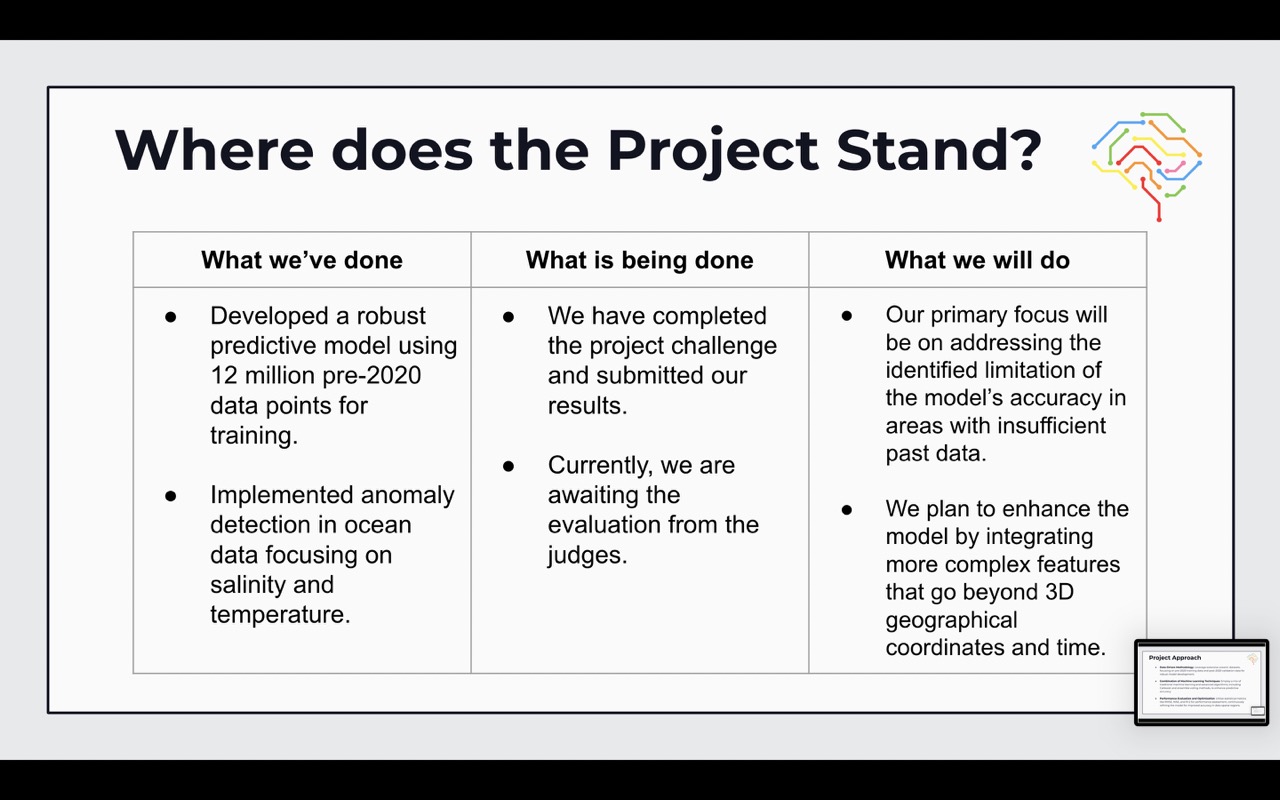 Where does the Project Stand?
What we’ve done
What is being done
What we will do
● Developed a robust
predictive model using
12 million pre-2020
data points for
training.
● Implemented anomaly
detection in ocean
data focusing on
salinity and
temperature.
● We have completed
the project challenge
and submitted our
results.
● Currently, we are
awaiting the
evaluation from the
judges.
● Our primary focus will
be on addressing the
identified limitation of
the model’s accuracy in
areas with insufficient
past data.
● We plan to enhance the
model by integrating
more complex features
that go beyond 3D
geographical
coordinates and time.
Project Approach